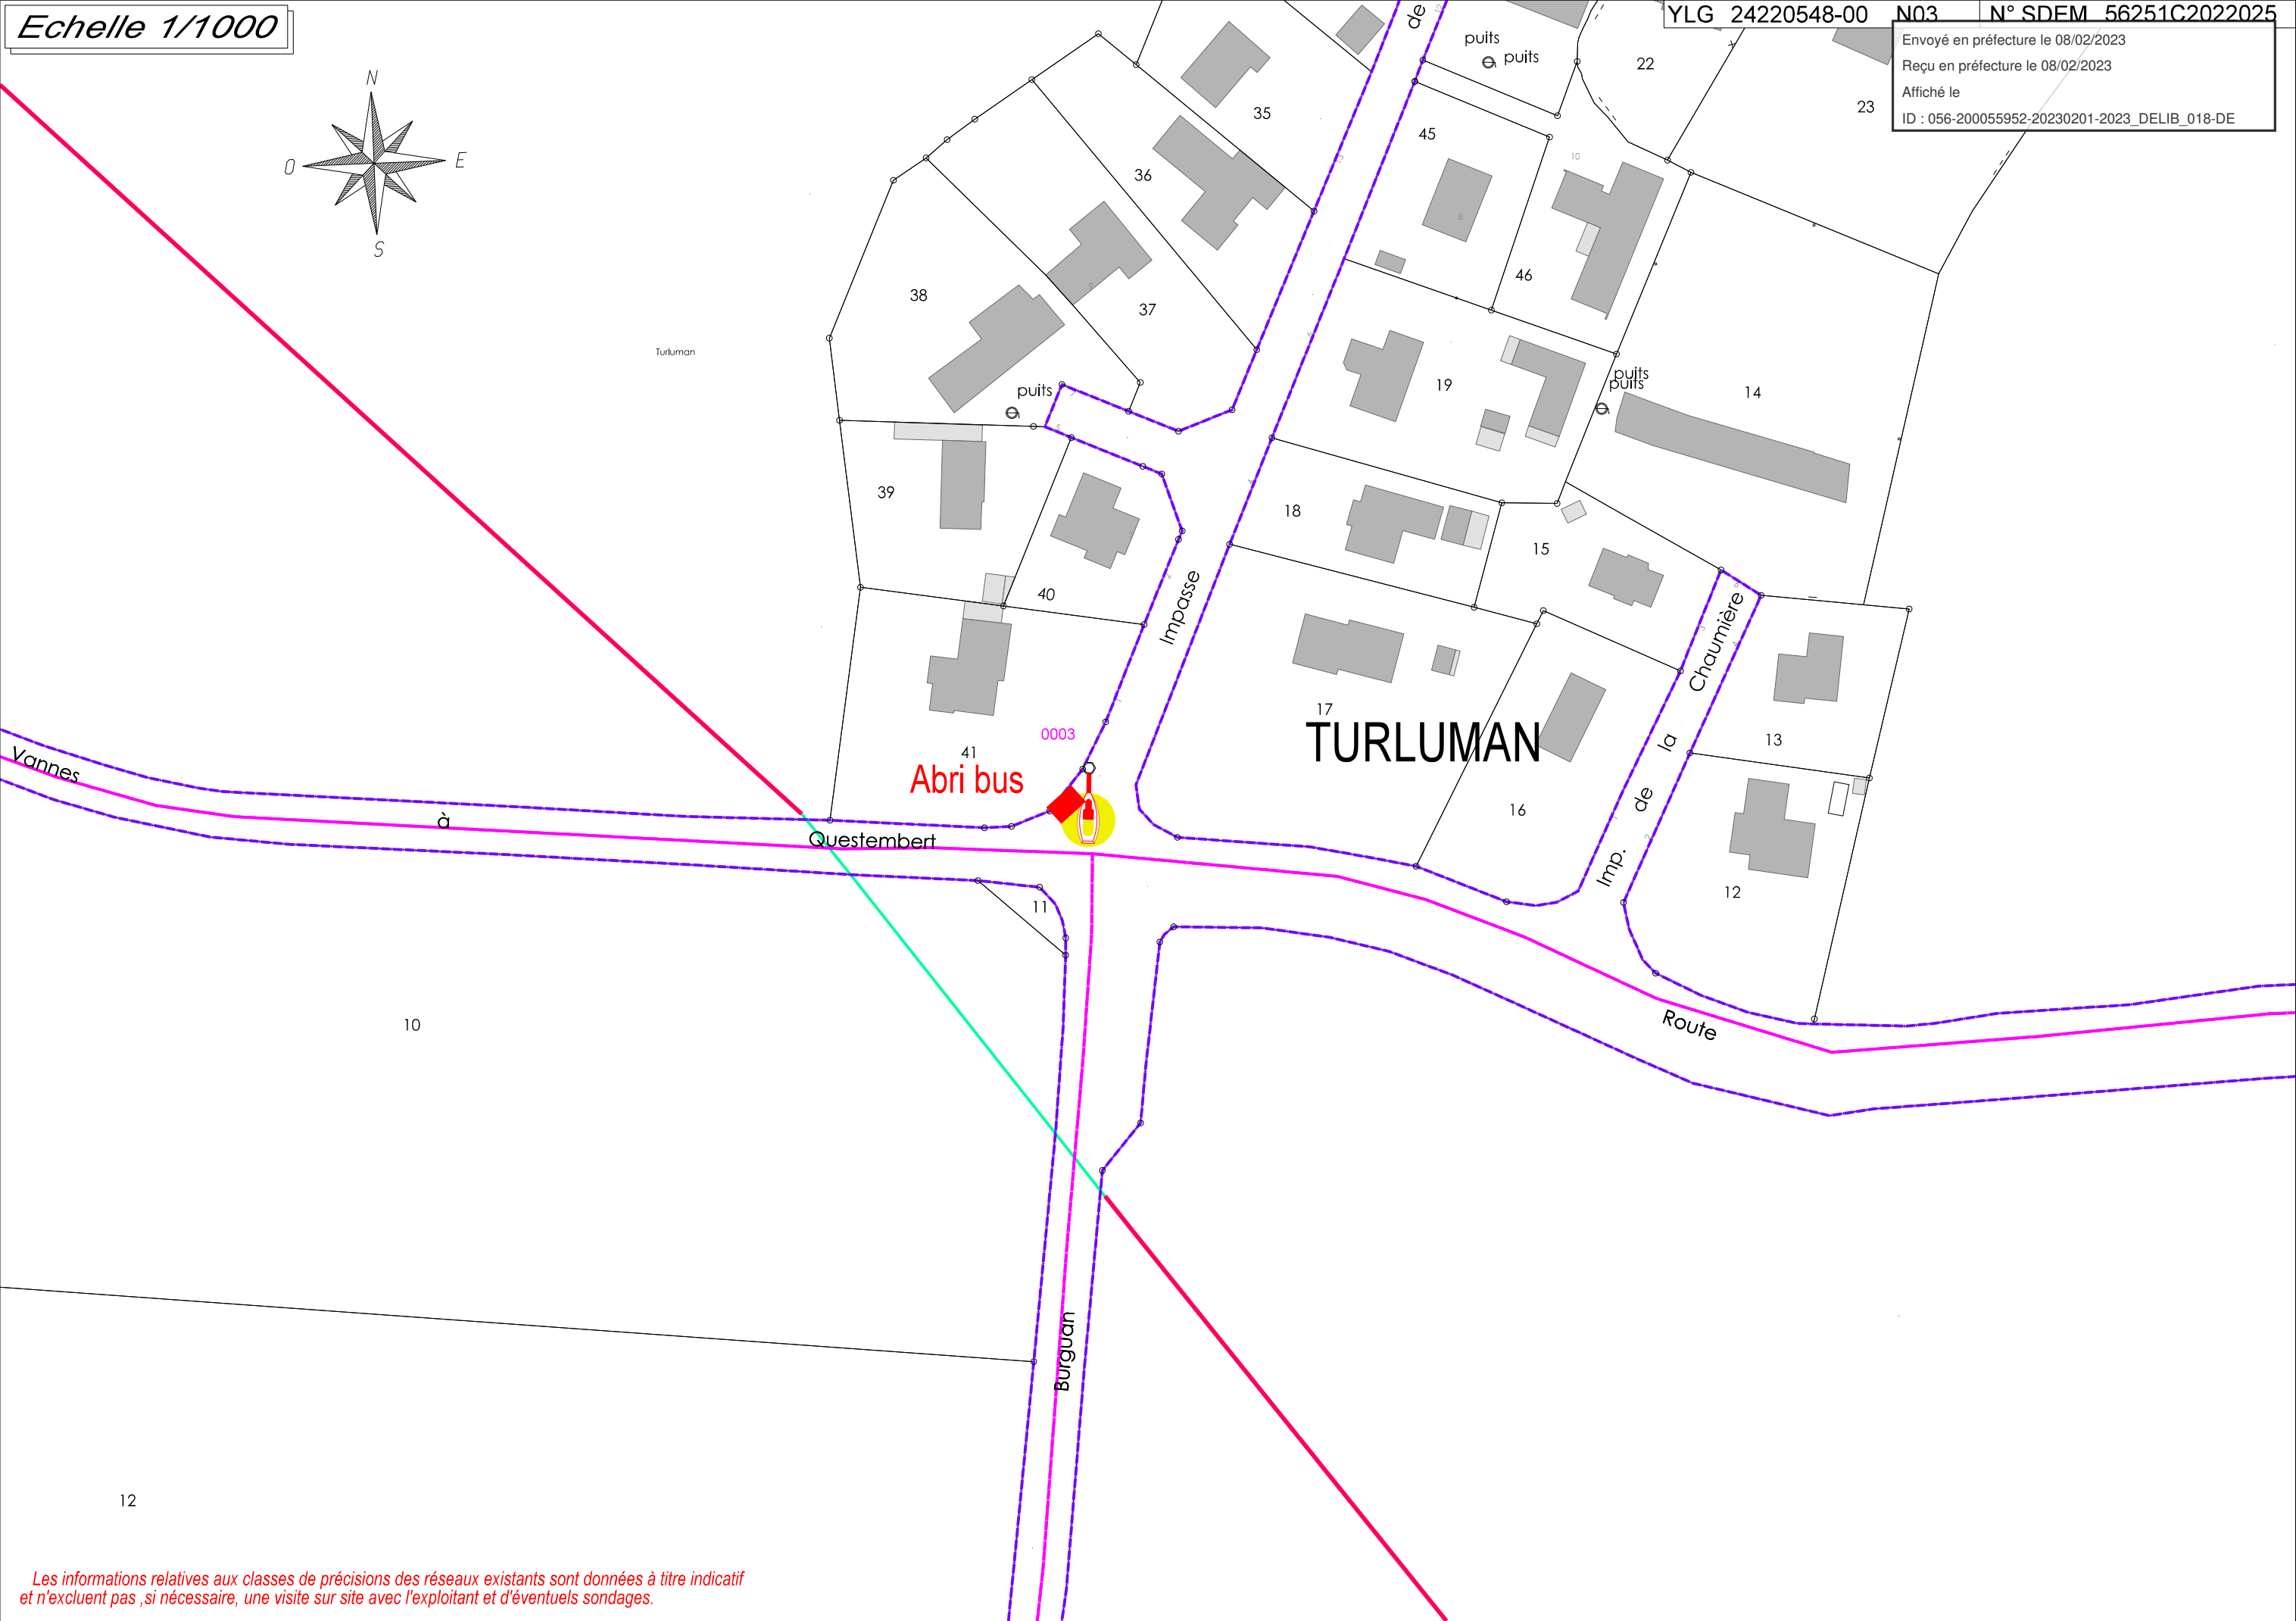 Echelle 1/1000
YLG 24220548-00 N03 N° SDEM 56251C2022025
Envoyé en préfecture le 08/02/2023
Reçu en préfecture le 08/02/2023
Affiché le
ID : 056-200055952-20230201-2023_DELIB_018-DE
N
O
E
S
de
puits
puits
22
23
35
45
10
36
8
46
38
37
Turluman
19
14
puits
puits
puits
39
18
15
40
Impasse
Chaumière
17
0003
41
TURLUMAN
la
13
Vannes
Abri bus
de
16
à
Questembert
Imp.
12
11
10
Route
Burguan
12
Les informations relatives aux classes de précisions des réseaux existants sont données à titre indicatif
et n'excluent pas ,si nécessaire, une visite sur site avec l'exploitant et d'éventuels sondages.